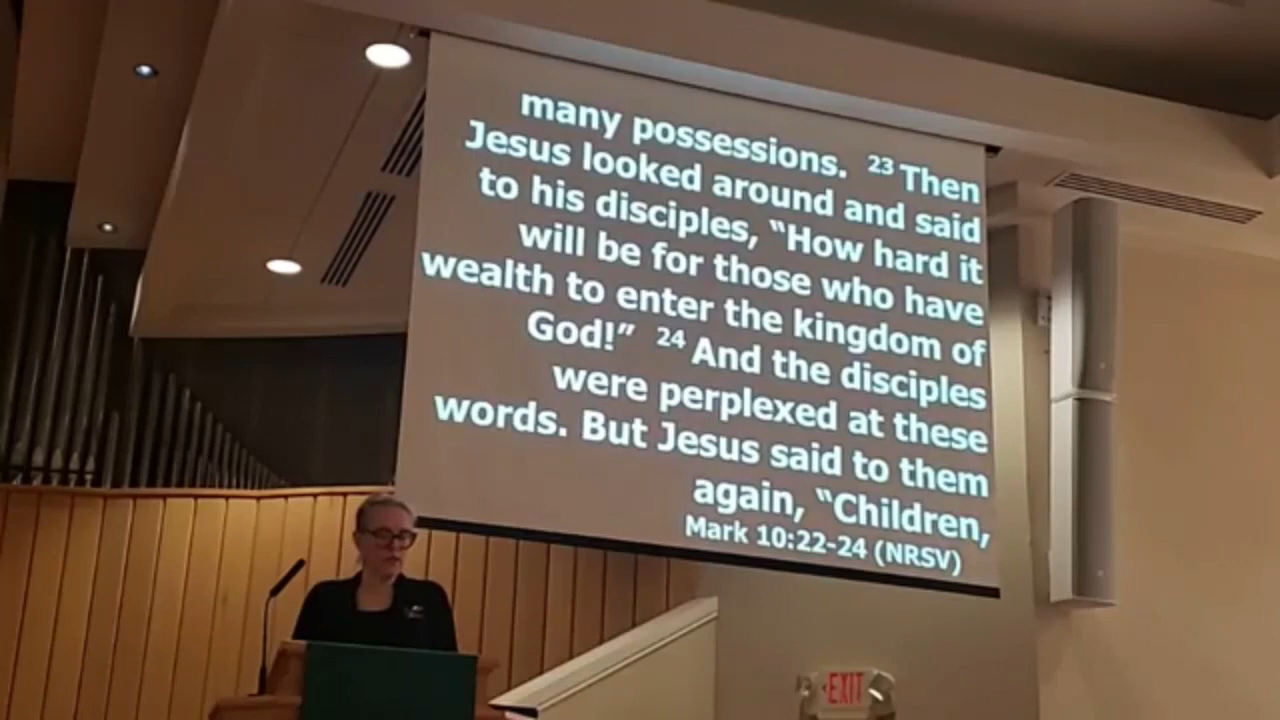 many possessions. 23 Then
Jesus looked around and said
to his disciples, “How hard it
will be for those who have
wealth to enter the kingdom of
God!” 24 And the disciples
were perplexed at these
words. But Jesus said to them
again, “Children,
Mark 10:22-24 (NRSV)
EXIT